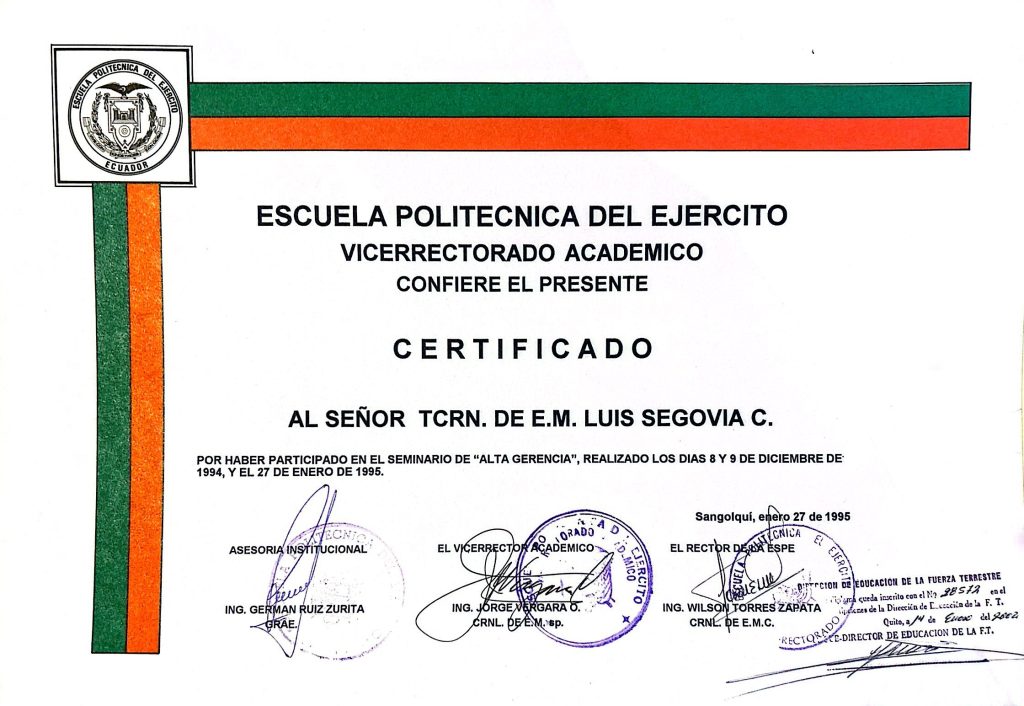 ESCUELA POLITECNICA DEL EJERCITO
ECUADOR
ESCUELA POLITECNICA DEL EJERCITO
VICERRECTORADO ACADEMICO
CONFIERE EL PRESENTE
CERTIFICADO
AL SEÑOR TCRN. DE E.M. LUIS SEGOVIA C.
POR HABER PARTICIPADO EN EL SEMINARIO DE “ALTA GERENCIA”, REALIZADO LOS DIAS 8 Y 9 DE DICIEMBRE DE
1994, Y EL 27 DE ENERO DE 1995.
Sangolquí, enero 27 de 1995
ASESORIA INSTITUCIONAL
ING. GERMAN RUIZ ZURITA
GRAE.
EL VICERRECTOR ACADEMICO
ING. JORGE VERGARA O.
CRNL. DE E.M. sp.
EL RECTOR DE LA ESPE
ING. WILSON TORRES ZAPATA
CRNL. DE E.M.C.
DIRECCION DE EDUCACION DE LA FUERZA TERRESTRE
queda inscrito con el No en el
de la Dirección de Educación de la F. T.
Quito, a 14 de Enero del 2002
DIRECTOR DE EDUCACION DE LA F.T.